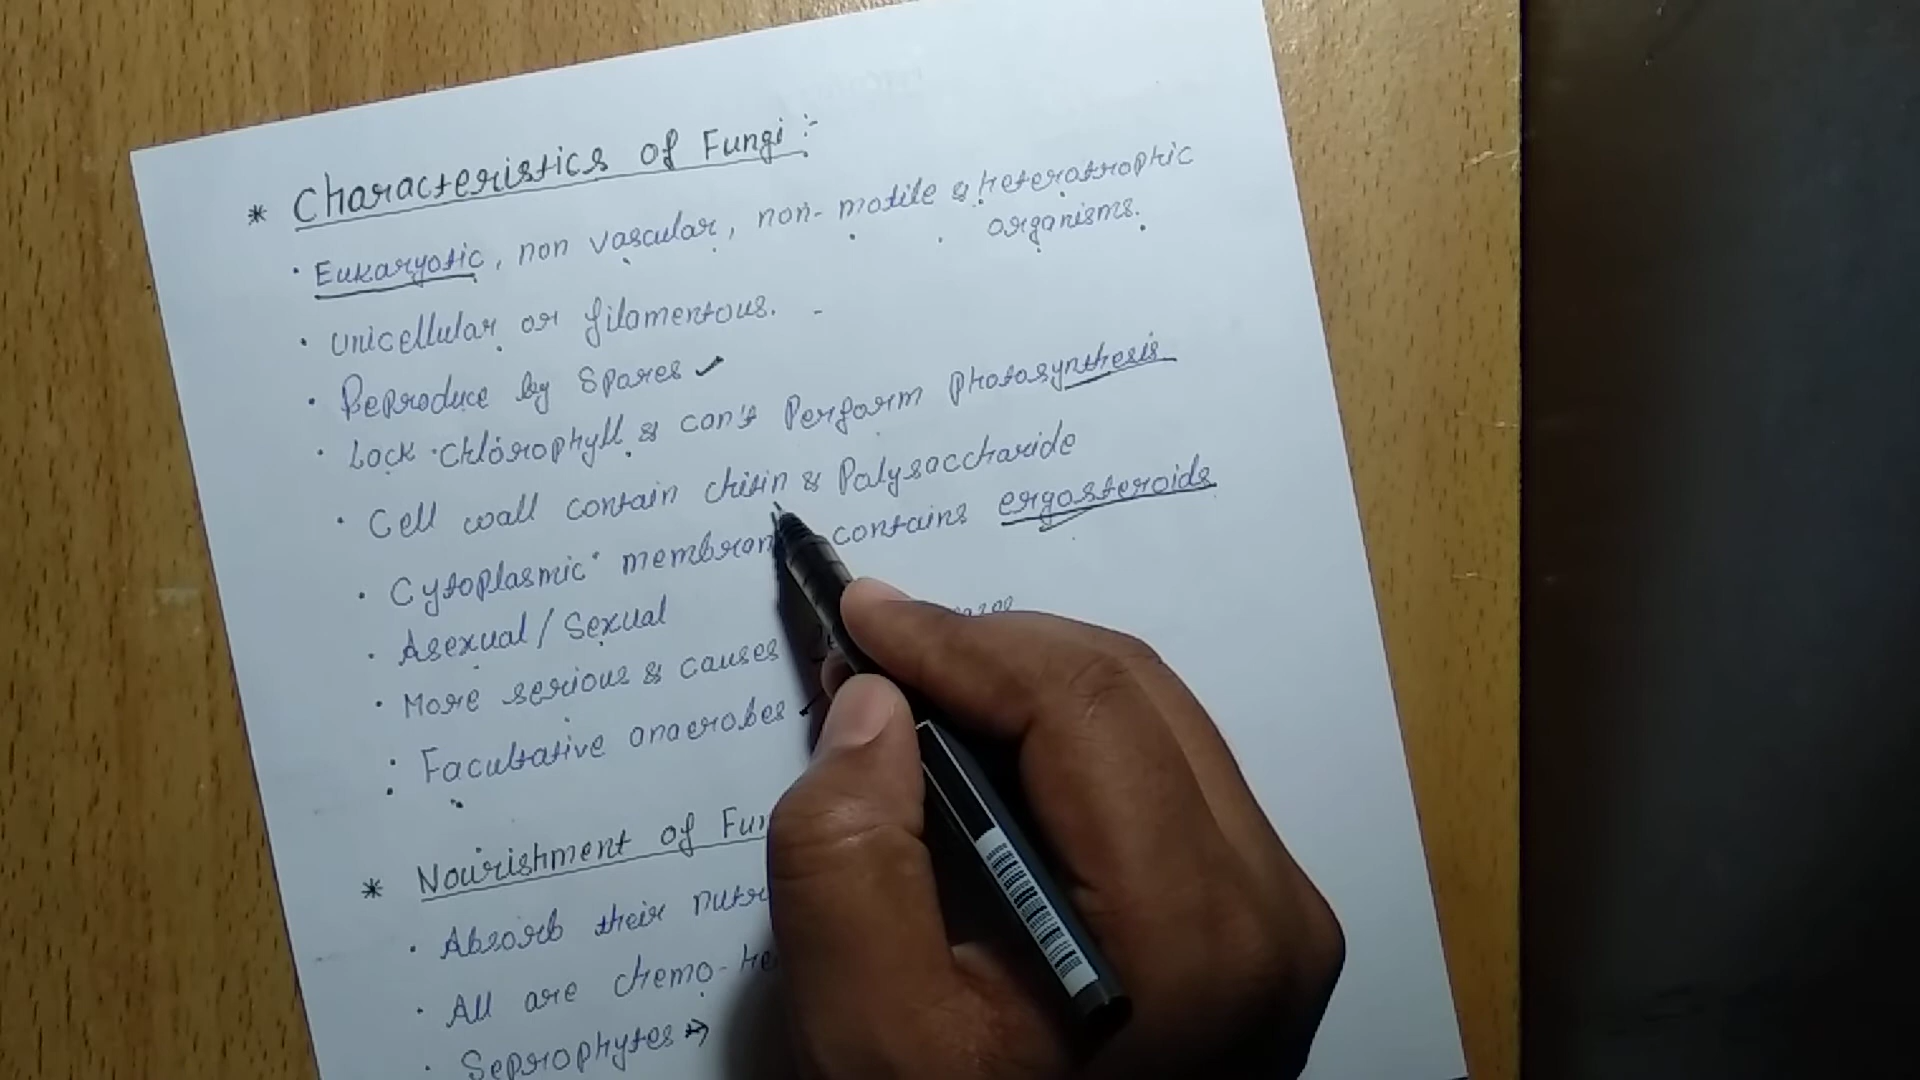 * Characteristics of Fungi :-
· Eukaryotic, non vascular, non-motile & heterotrophic
organisms.
· Unicellular or filamentous.
· Reproduce by Spores ✓
· Lack Chlorophyll & can't Perform photosynthesis
· Cell wall contain chitin & Polysaccharide
· Cytoplasmic membrane contains ergosteroids
· Asexual / Sexual
· More serious & causes
· Facultative anaerobes
* Nourishment of
· Absorb their
· All are chemo-
· Seprophytes →